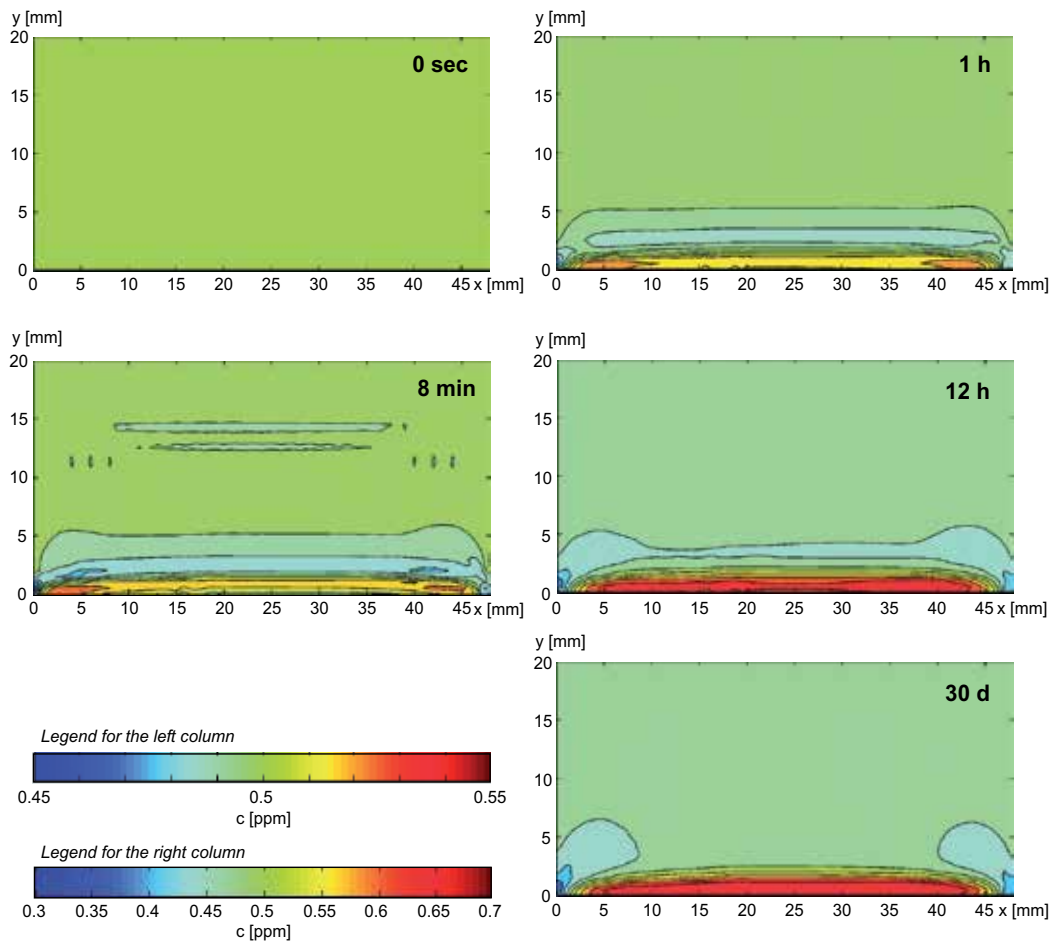 y [mm]
20
0 sec
15
10
5
0
0 5 10 15 20 25 30 35 40 45 x [mm]
y [mm]
20
8 min
15
10
5
0
0 5 10 15 20 25 30 35 40 45 x [mm]
Legend for the left column
0.45 0.5 0.55
c [ppm]
Legend for the right column
0.3 0.35 0.4 0.45 0.5 0.55 0.6 0.65 0.7
c [ppm]
y [mm]
20
1 h
15
10
5
0
0 5 10 15 20 25 30 35 40 45 x [mm]
y [mm]
20
12 h
15
10
5
0
0 5 10 15 20 25 30 35 40 45 x [mm]
y [mm]
20
30 d
15
10
5
0
0 5 10 15 20 25 30 35 40 45 x [mm]